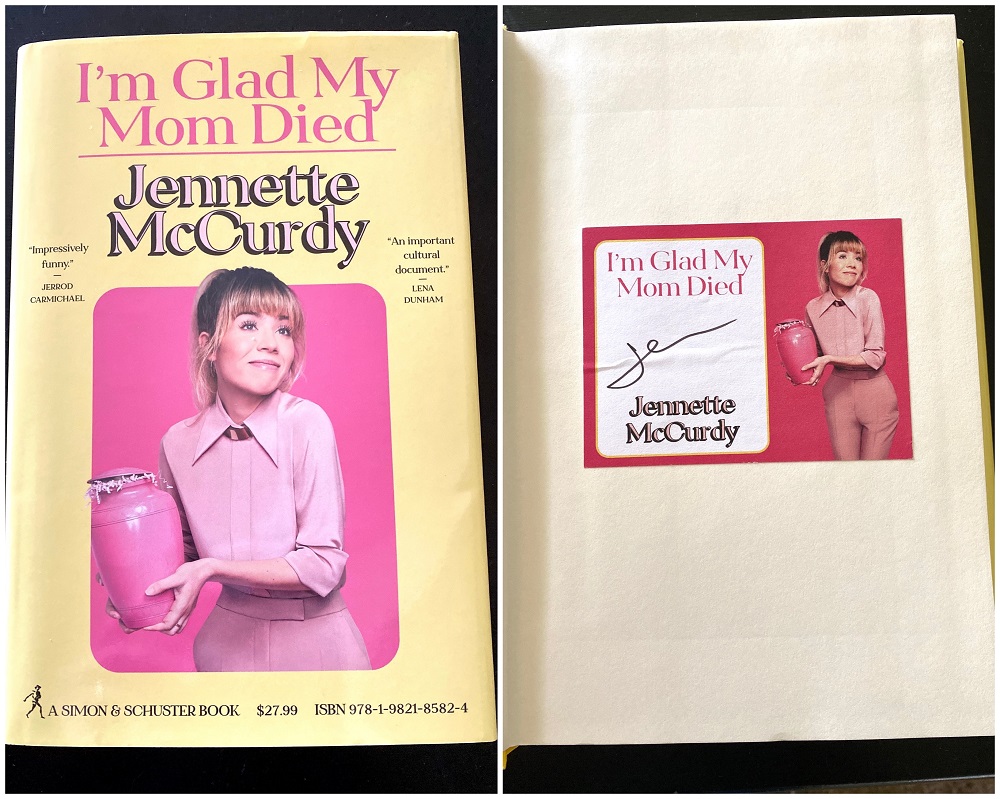 I'm Glad My
Mom Died
Jennette
McCurdy
"Impressively
funny."
—
JERROD
CARMICHAEL
"An important
cultural
document."
—
LENA
DUNHAM
A SIMON & SCHUSTER BOOK $27.99 ISBN 978-1-9821-8582-4
I'm Glad My
Mom Died
Je
Jennette
McCurdy